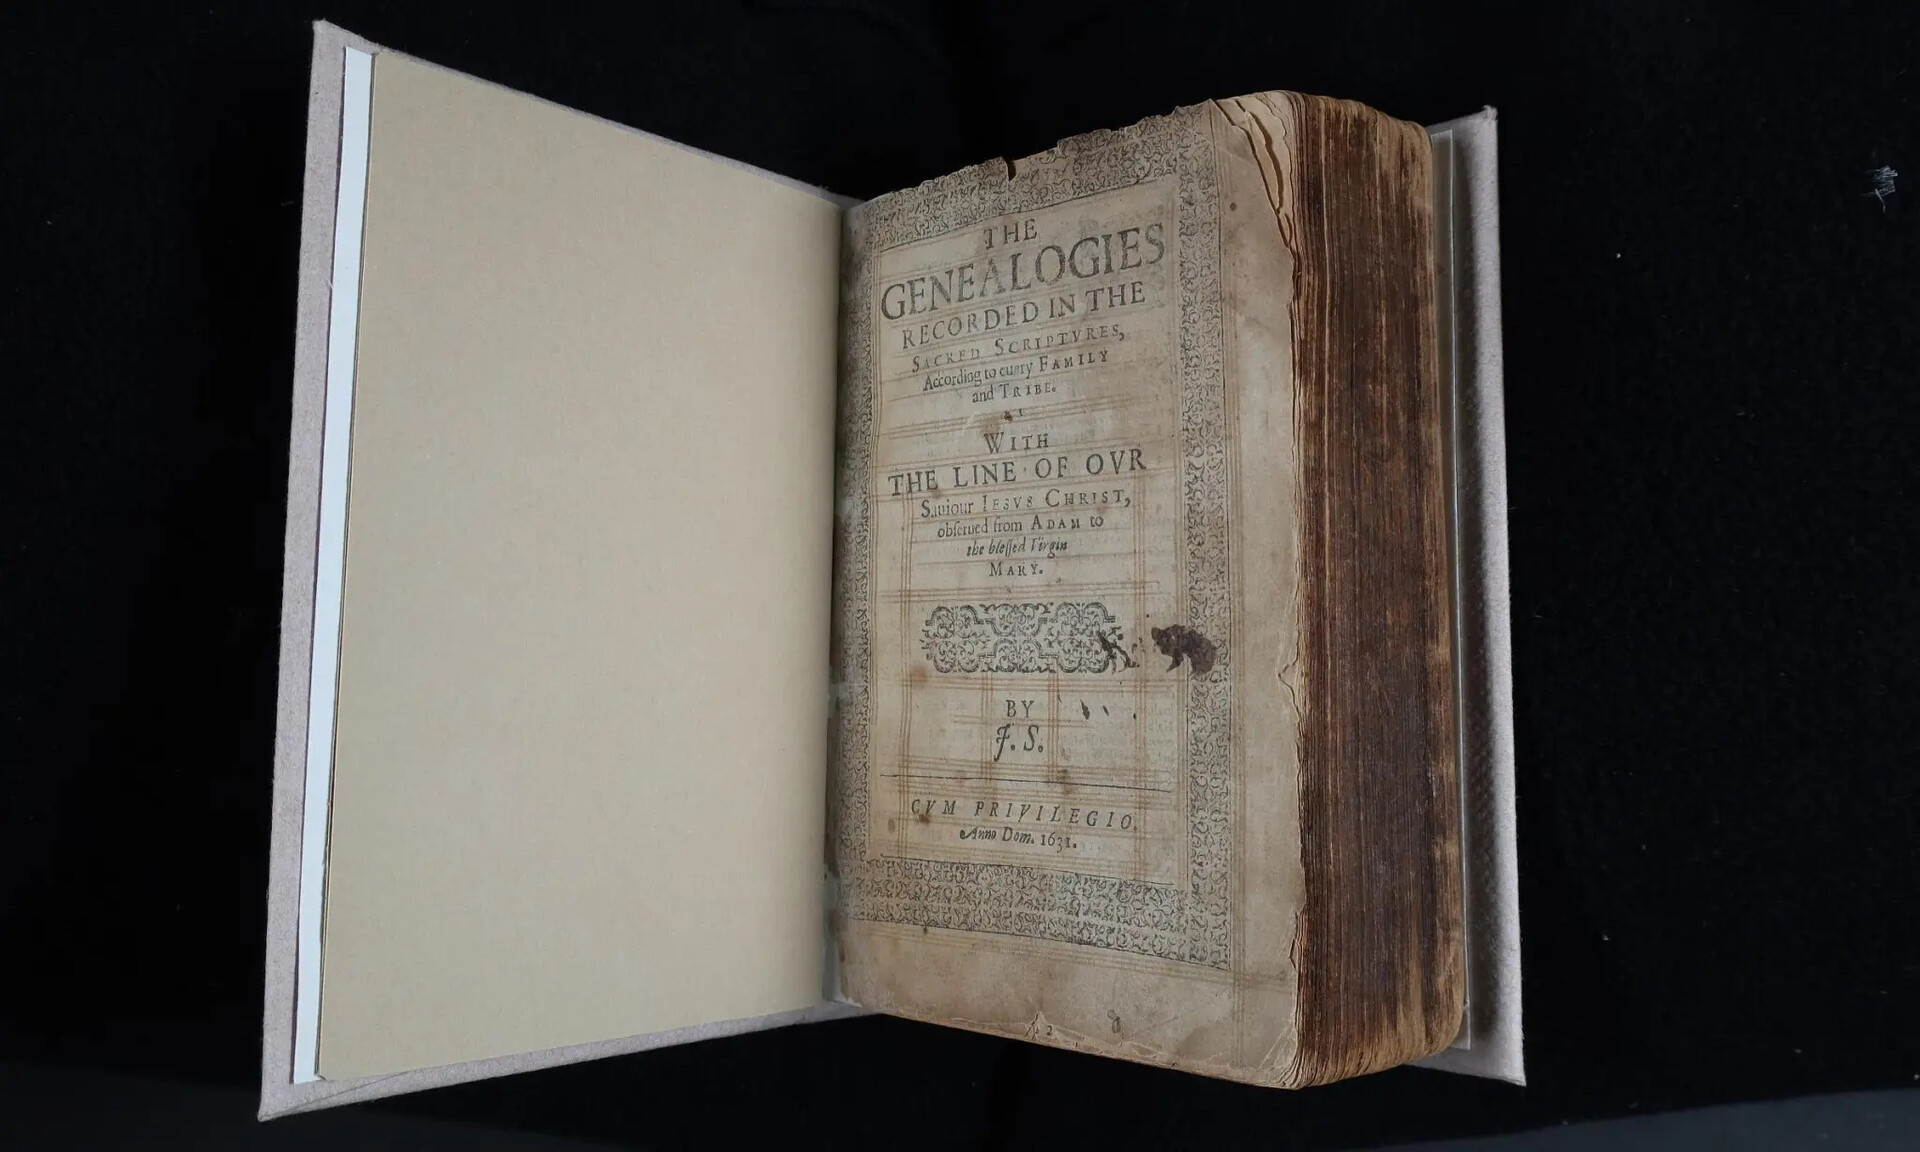 THE
GENEALOGIES
RECORDED IN THE
SACRED SCRIPTVRES,
According to euery FAMILY
and TRIBE.
WITH
THE LINE OF OVR
Sauiour IESVS CHRIST,
obſerued from ADAM to
the bleſſed Virgin
MARY.
BY
J. S.
CVM PRIVILEGIO.
Anno Dom. 1631.